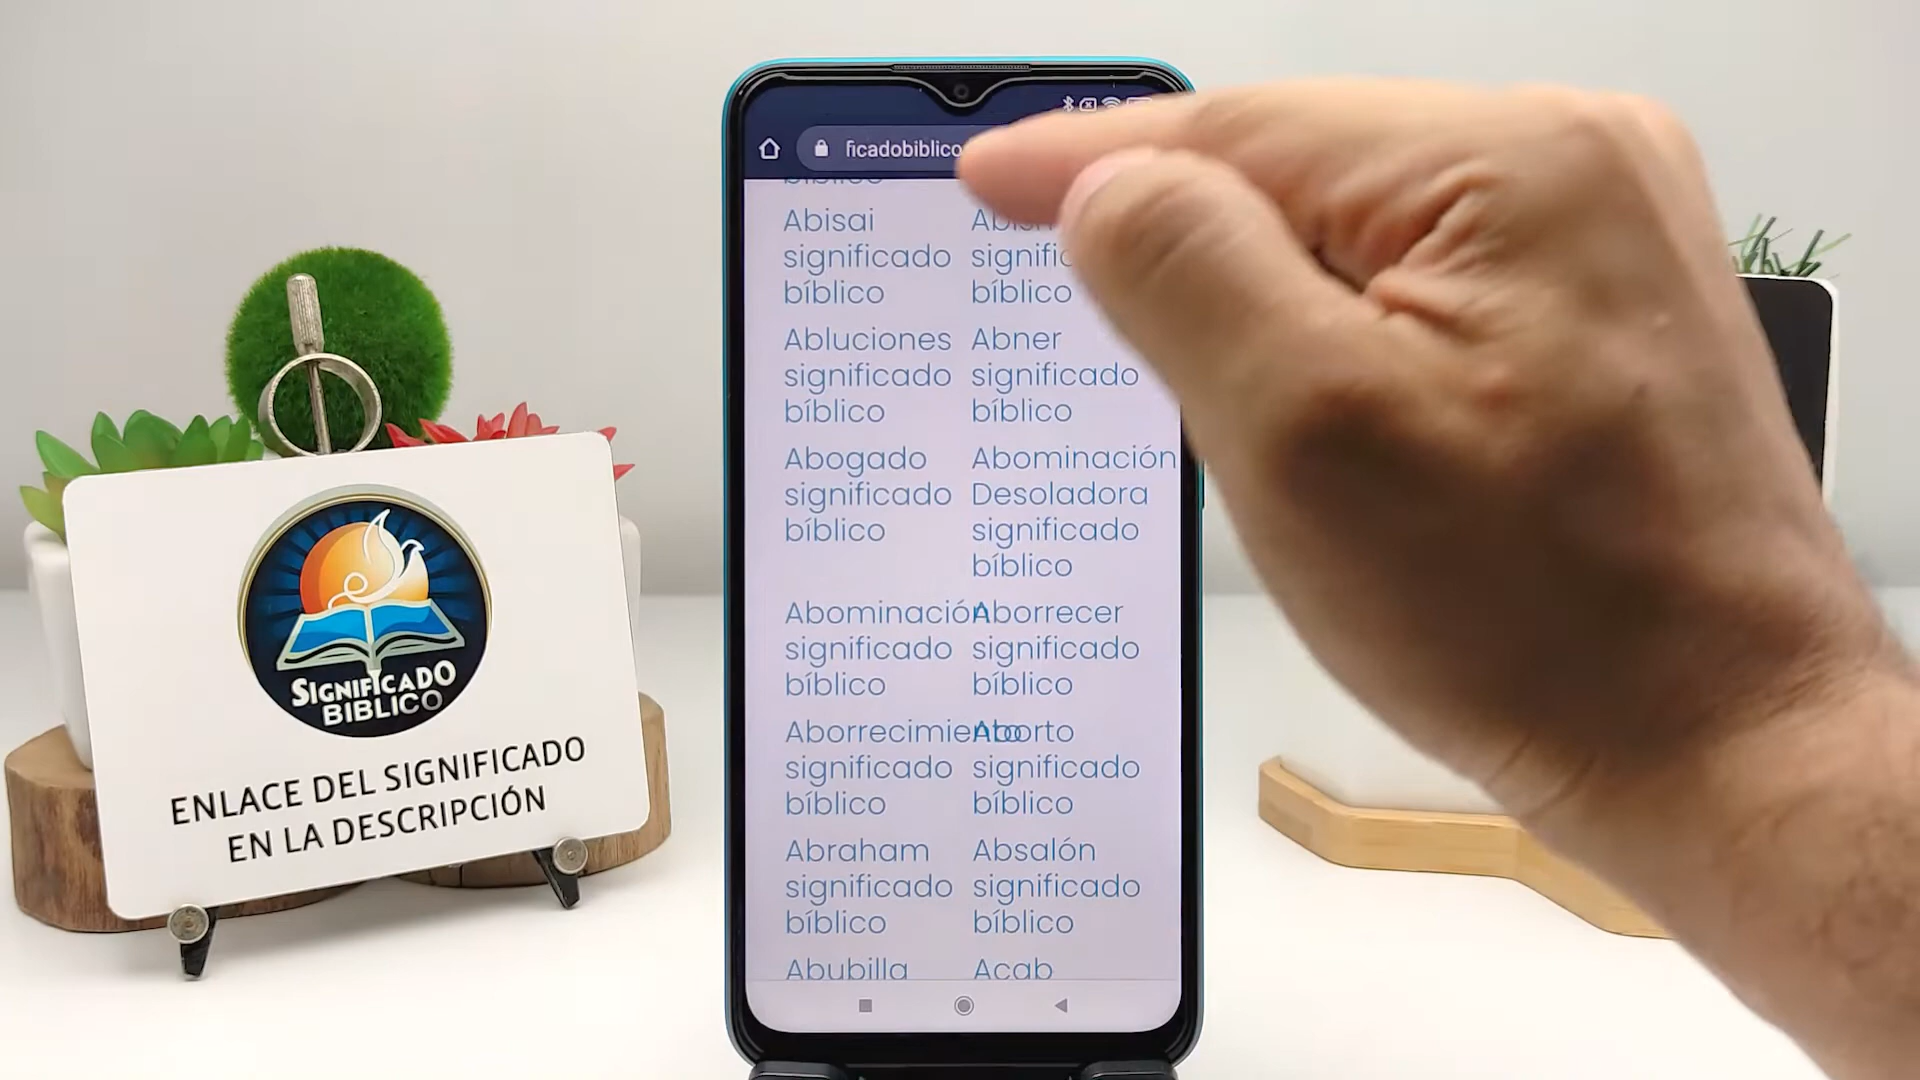 ficadobiblico
Abisai
significado
bíblico
bíblico
Abluciones
significado
bíblico
Abner
significado
bíblico
Abogado
significado
bíblico
Abominación
Desoladora
significado
bíblico
Abominación
significado
bíblico
Aborrecer
significado
bíblico
Aborrecimiento
significado
bíblico
Aborto
significado
bíblico
Abraham
significado
bíblico
Absalón
significado
bíblico
Abubilla
Acab
SIGNIFICADO
BIBLICO
ENLACE DEL SIGNIFICADO
EN LA DESCRIPCIÓN